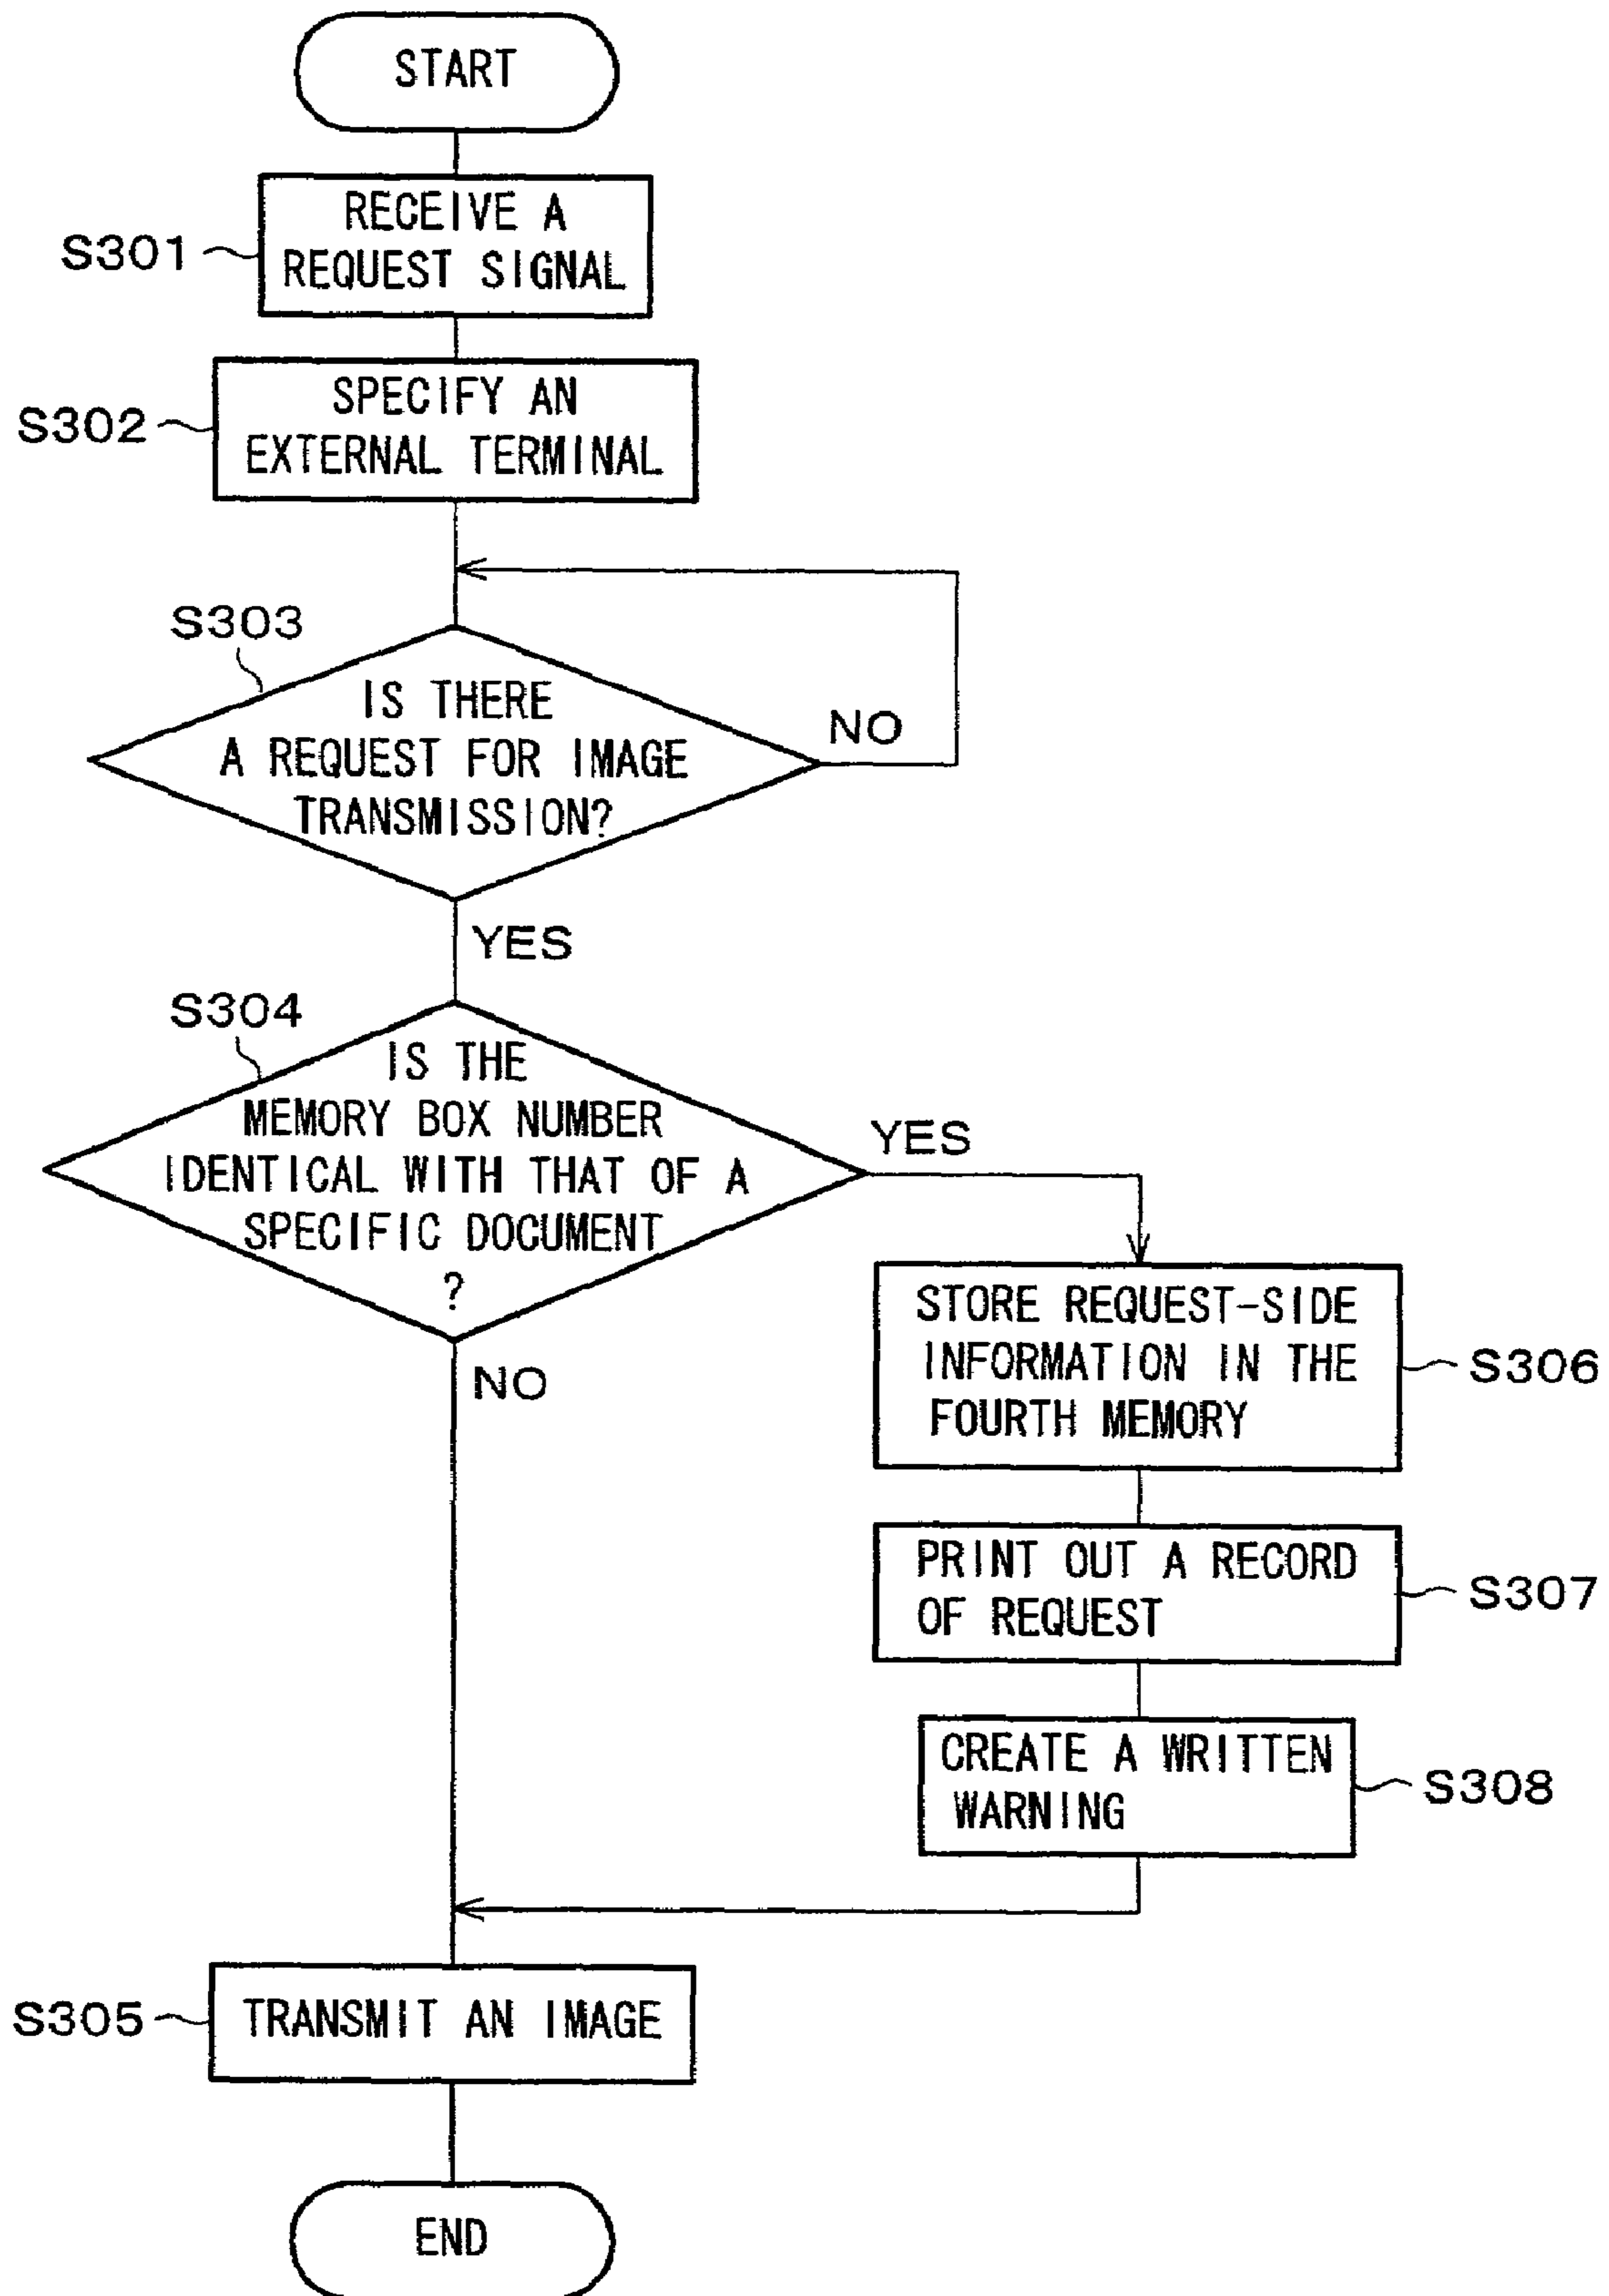 START
S301
RECEIVE A
REQUEST SIGNAL
S302
SPECIFY AN
EXTERNAL TERMINAL
S303
IS THERE
A REQUEST FOR IMAGE
TRANSMISSION?
NO
YES
S304
IS THE
MEMORY BOX NUMBER
IDENTICAL WITH THAT OF A
SPECIFIC DOCUMENT
?
YES
NO
STORE REQUEST-SIDE
INFORMATION IN THE
FOURTH MEMORY
S306
PRINT OUT A RECORD
OF REQUEST
S307
CREATE A WRITTEN
WARNING
S308
S305
TRANSMIT AN IMAGE
END